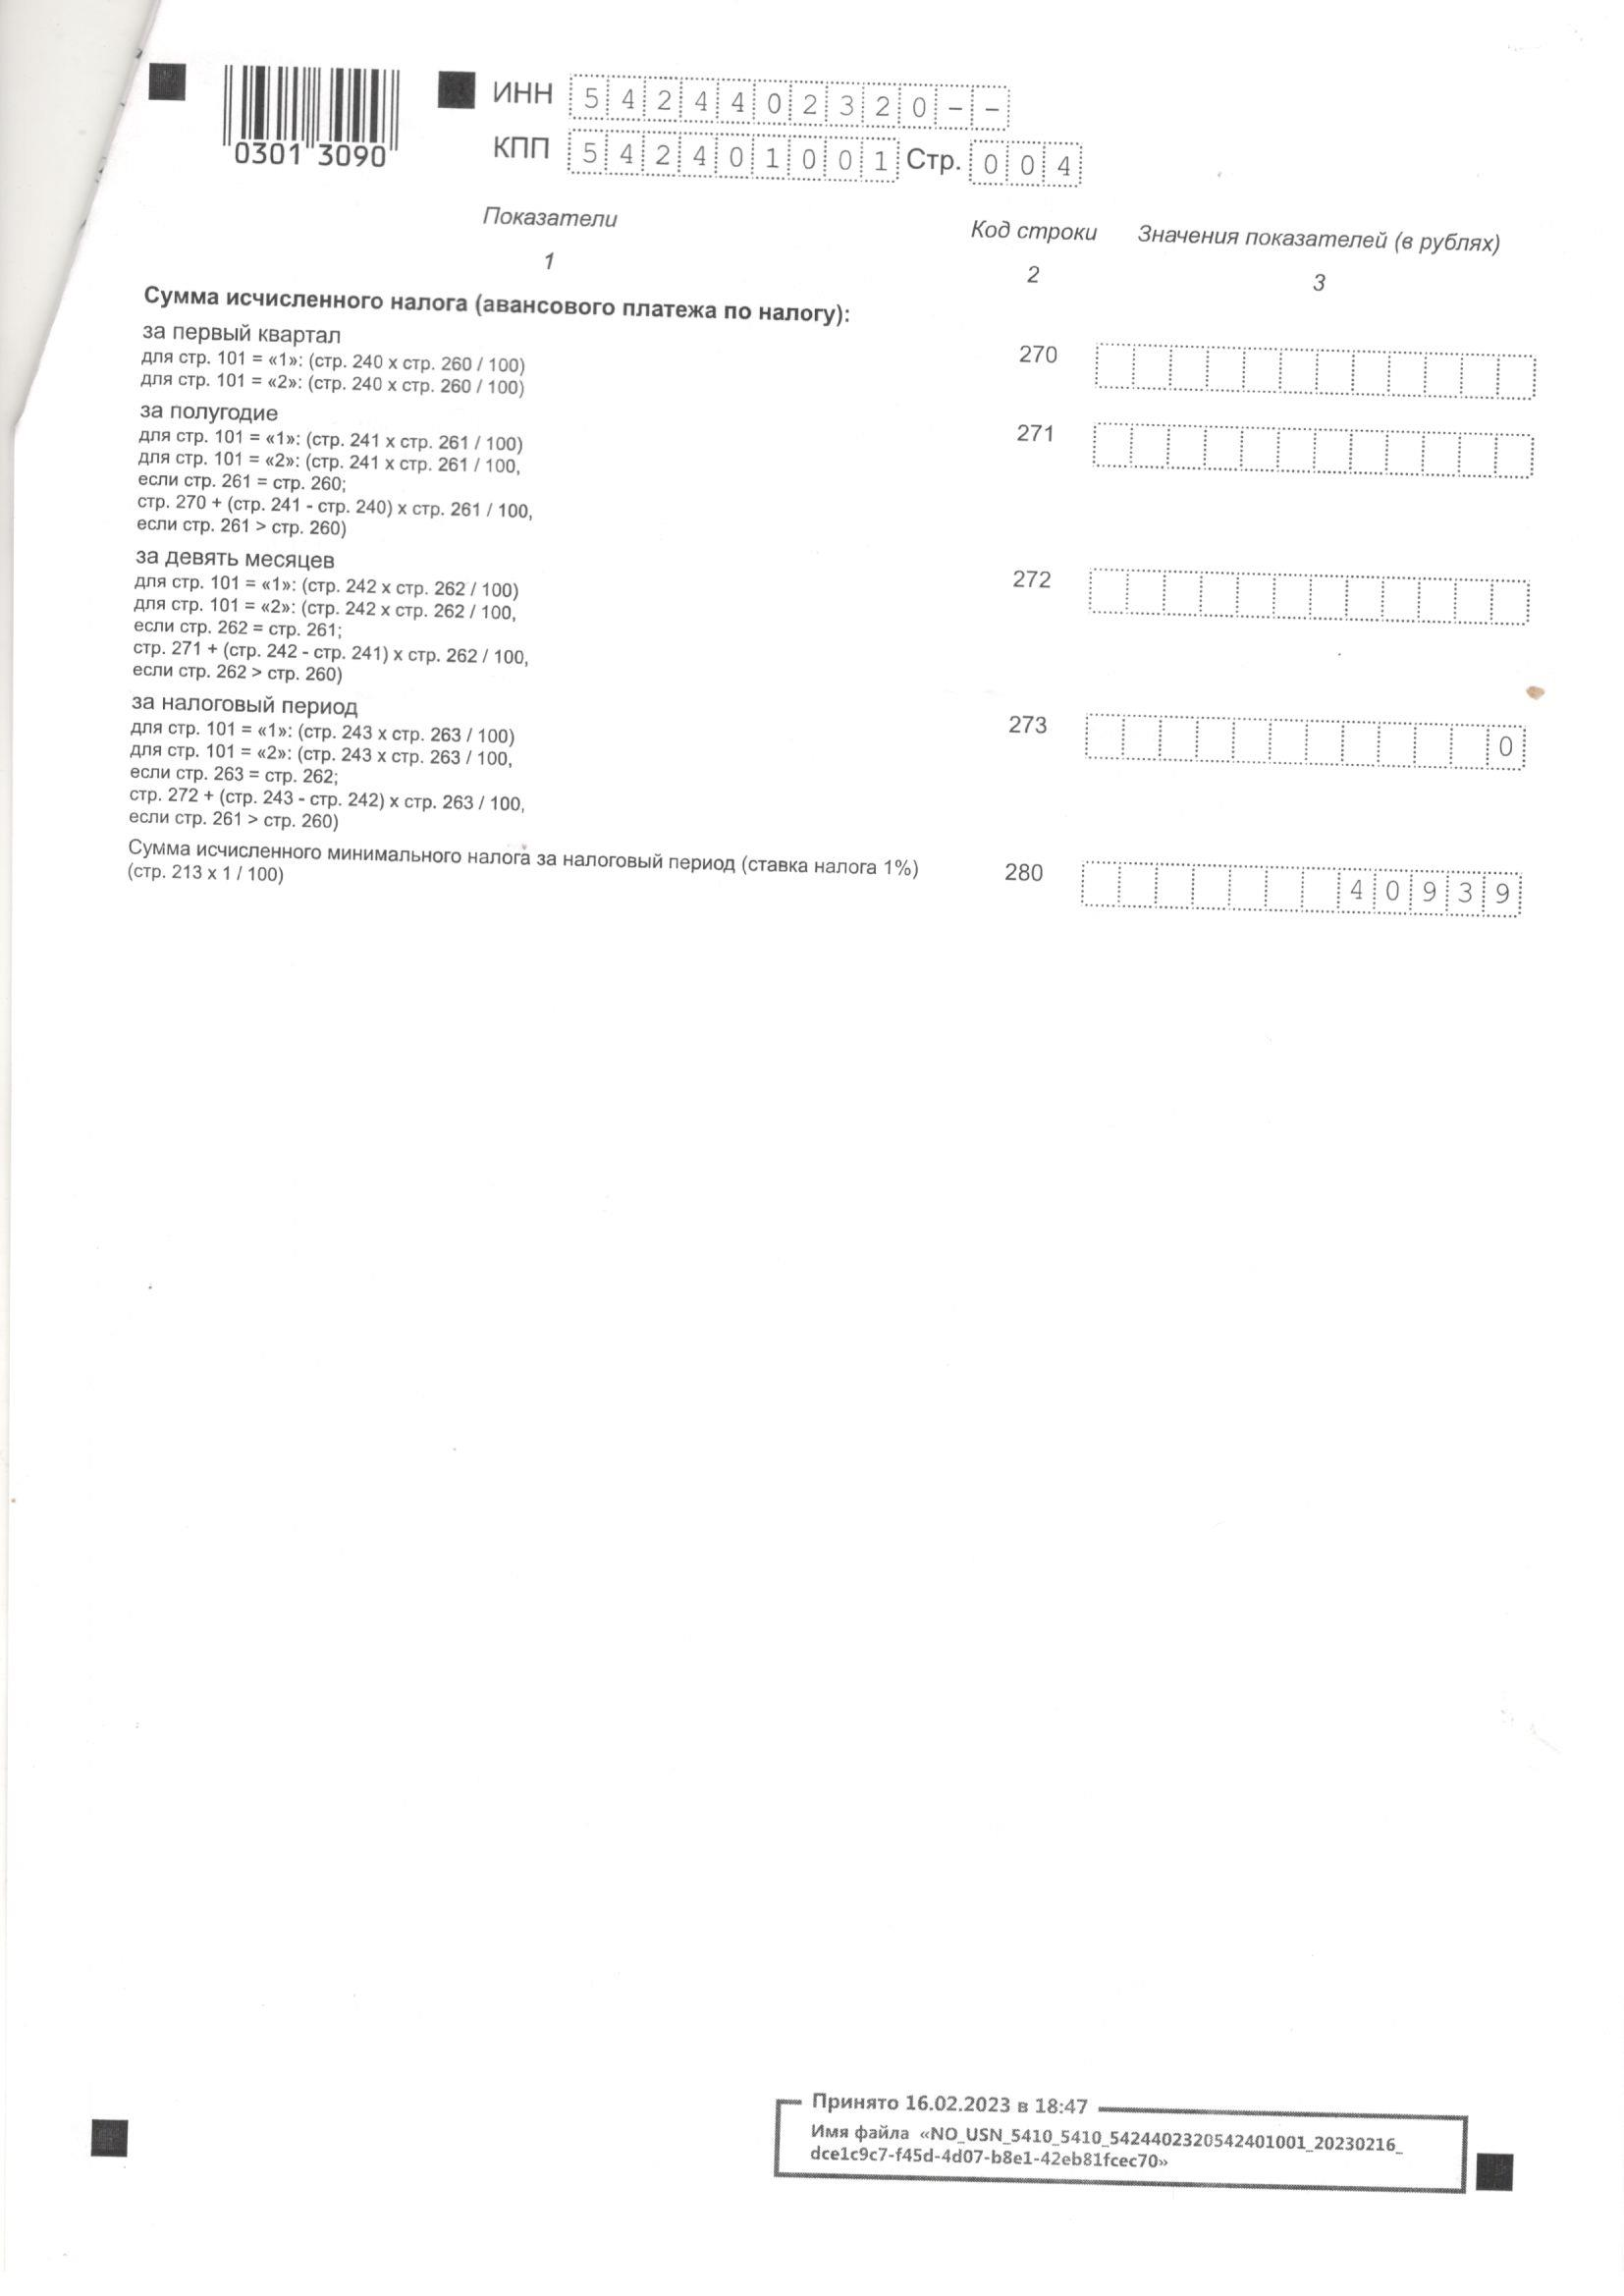 ИНН 5424402320--
0301 3090
КПП 542401001 Стр. 004
Показатели Код строки Значения показателей (в рублях)
1 2 3
Сумма исчисленного налога (авансового платежа по налогу):
за первый квартал
для стр. 101 = «1»: (стр. 240 х стр. 260 / 100) 270
для стр. 101 = «2»: (стр. 240 х стр. 260 / 100)
за полугодие
для стр. 101 = «1»: (стр. 241 х стр. 261 / 100) 271
для стр. 101 = «2»: (стр. 241 х стр. 261 / 100,
если стр. 261 = стр. 260;
стр. 270 + (стр. 241 - стр. 240) х стр. 261 / 100,
если стр. 261 > стр. 260)
за девять месяцев
для стр. 101 = «1»: (стр. 242 х стр. 262 / 100) 272
для стр. 101 = «2»: (стр. 242 х стр. 262 / 100,
если стр. 262 = стр. 261;
стр. 271 + (стр. 242 - стр. 241) х стр. 262 / 100,
если стр. 262 > стр. 260)
за налоговый период
для стр. 101 = «1»: (стр. 243 х стр. 263 / 100) 273 0
для стр. 101 = «2»: (стр. 243 х стр. 263 / 100,
если стр. 263 = стр. 262;
стр. 272 + (стр. 243 - стр. 242) х стр. 263 / 100,
если стр. 261 > стр. 260)
Сумма исчисленного минимального налога за налоговый период (ставка налога 1%) 280 40939
(стр. 213 х 1 / 100)
Принято 16.02.2023 в 18:47
Имя файла «NO_USN_5410_5410_5424402320542401001_20230216_
dce1c9c7-f45d-4d07-b8e1-42eb81fcec70»